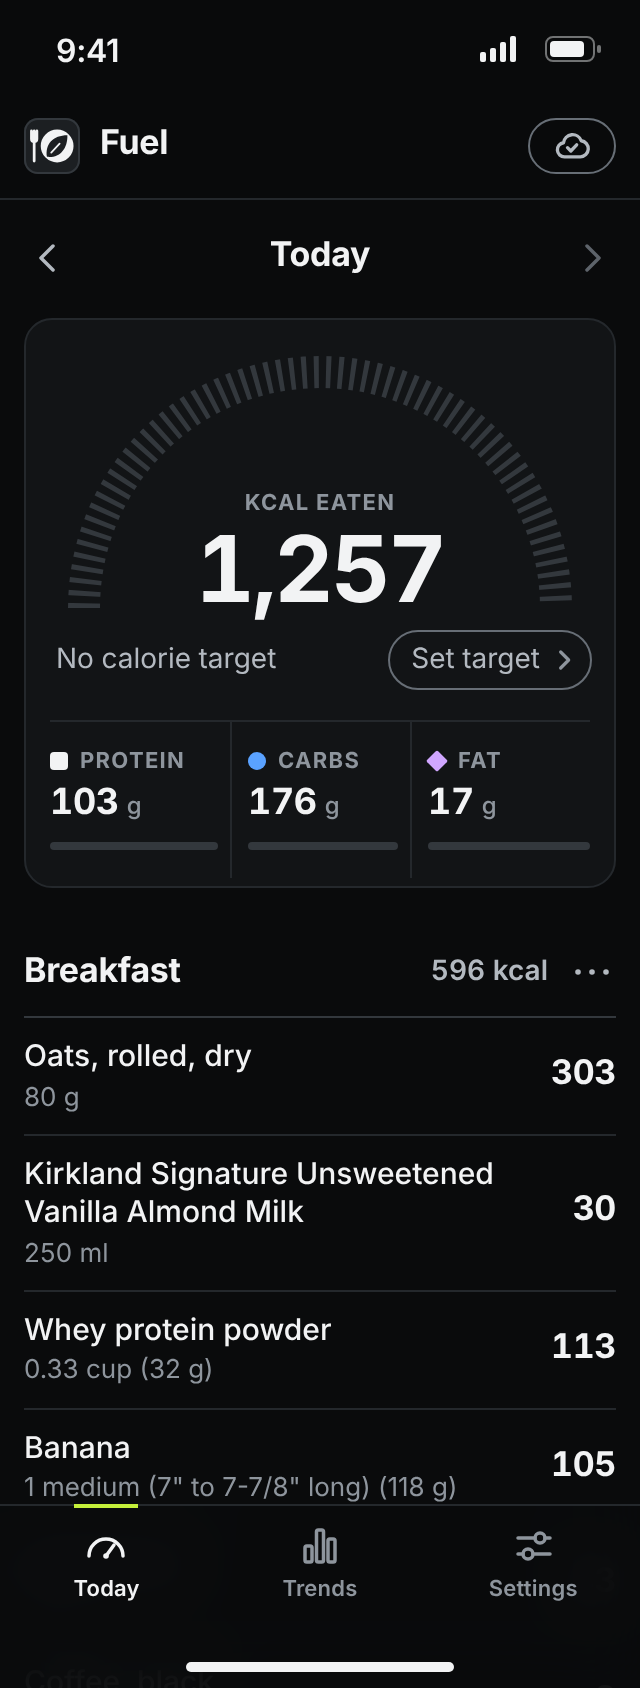 9:41
Fuel
Today
KCAL EATEN
1,257
No calorie target
Set target
PROTEIN
103 g
CARBS
176 g
FAT
17 g
Breakfast
596 kcal
Oats, rolled, dry
80 g
303
Kirkland Signature Unsweetened
Vanilla Almond Milk
250 ml
30
Whey protein powder
0.33 cup (32 g)
113
Banana
1 medium (7" to 7-7/8" long) (118 g)
105
Today
Trends
Settings
Coffee, black